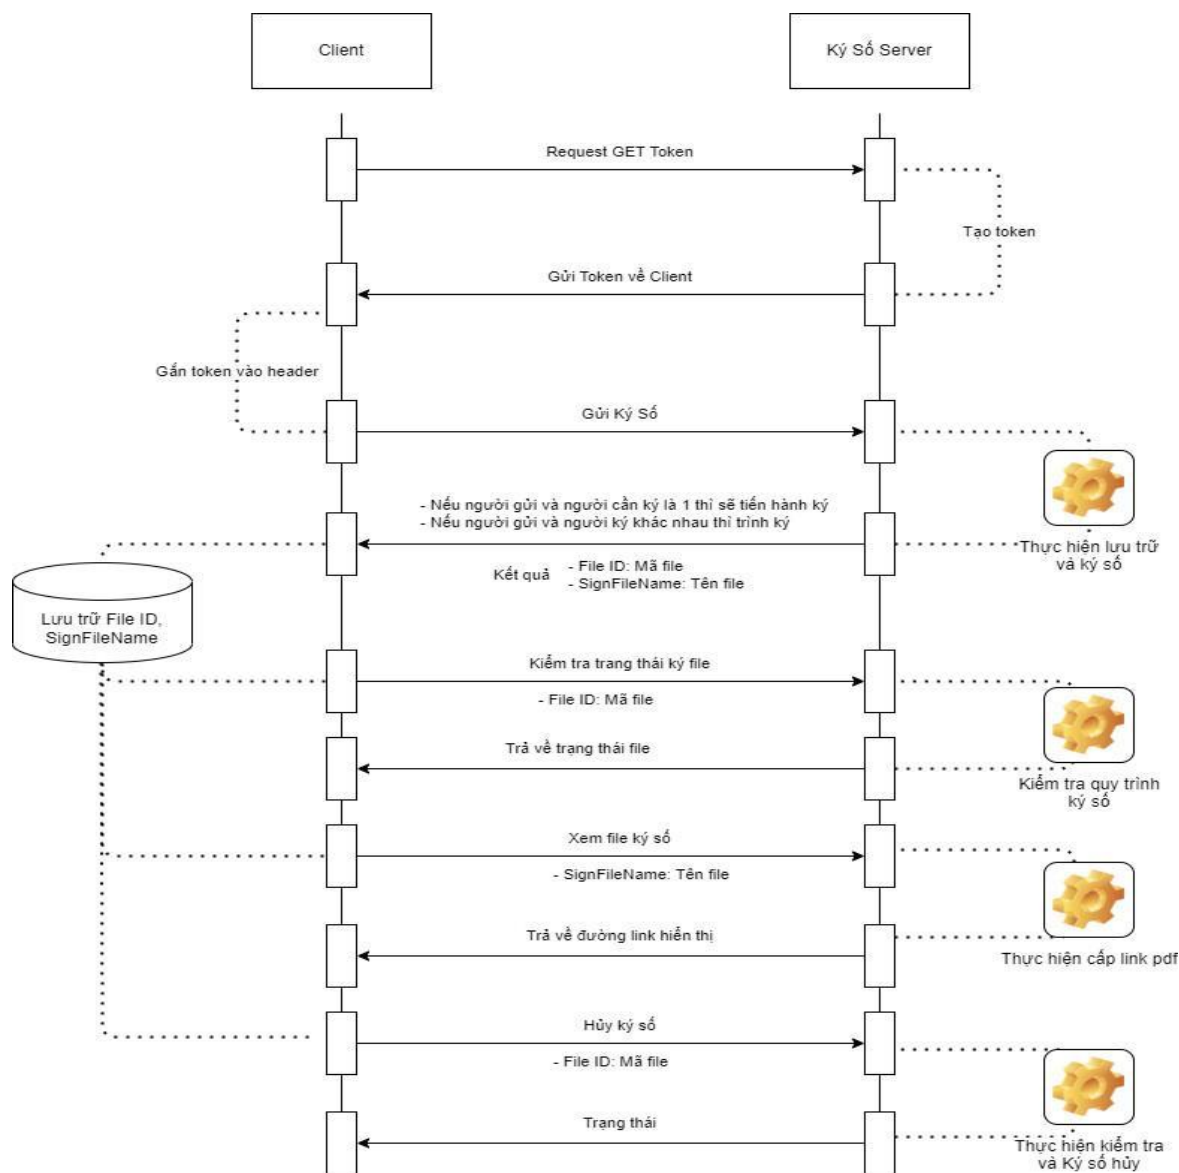 Client
Ký Số Server
Request GET Token
Tạo token
Gửi Token về Client
Gắn token vào header
Gửi Ký Số
- Nếu người gửi và người cần ký là 1 thì sẽ tiến hành ký
- Nếu người gửi và người ký khác nhau thì trình ký
Kết quả
- File ID: Mã file
- SignFileName: Tên file
Thực hiện lưu trữ
và ký số
Lưu trữ File ID,
SignFileName
Kiểm tra trang thái ký file
- File ID: Mã file
Trả về trạng thái file
Kiểm tra quy trình
ký số
Xem file ký số
- SignFileName: Tên file
Trả về đường link hiển thị
Thực hiện cấp link pdf
Hủy ký số
- File ID: Mã file
Trạng thái
Thực hiện kiểm tra
và Ký số hủy